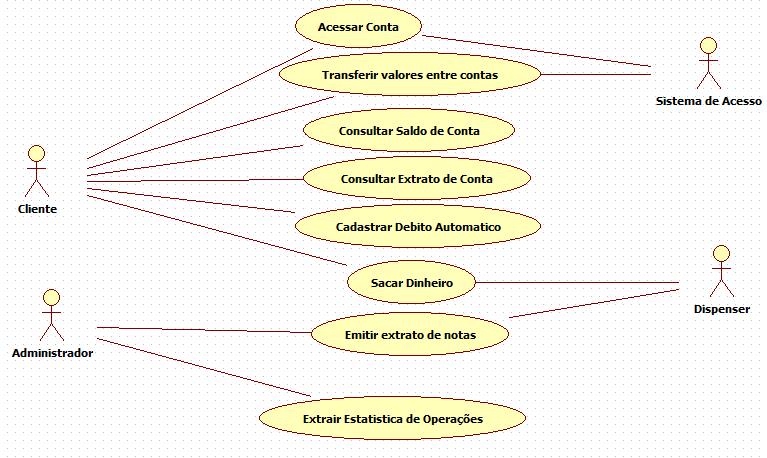 Acessar Conta
Transferir valores entre contas
Sistema de Acesso
Consultar Saldo de Conta
Consultar Extrato de Conta
Cliente
Cadastrar Debito Automatico
Sacar Dinheiro
Dispenser
Emitir extrato de notas
Administrador
Extrair Estatistica de Operações